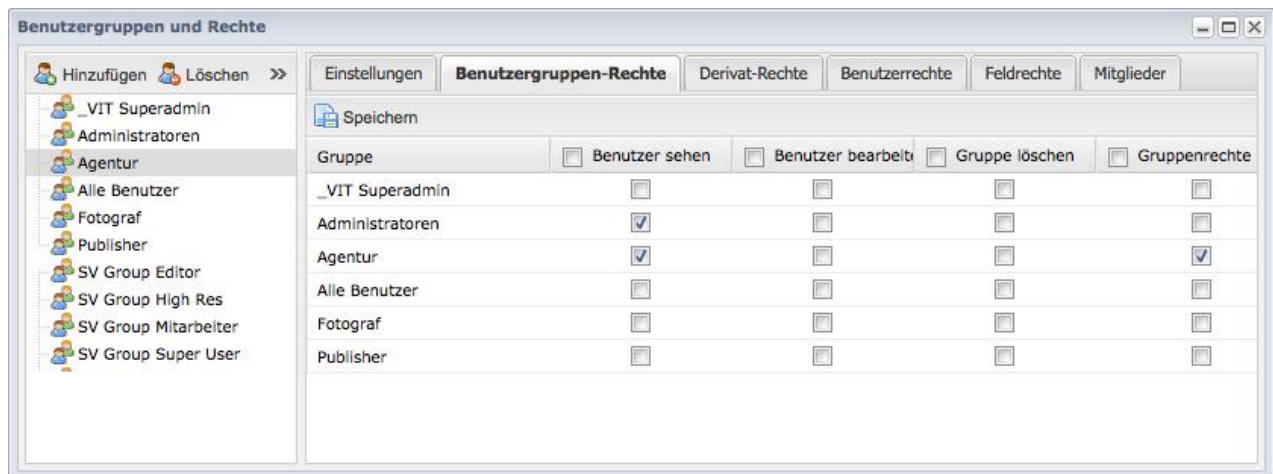 Benutzergruppen und Rechte
Hinzufügen Löschen »
_VIT Superadmin
Administratoren
Agentur
Alle Benutzer
Fotograf
Publisher
SV Group Editor
SV Group High Res
SV Group Mitarbeiter
SV Group Super User
Einstellungen Benutzergruppen-Rechte Derivat-Rechte Benutzerrechte Feldrechte Mitglieder
Speichern
Gruppe Benutzer sehen Benutzer bearbeite Gruppe löschen Gruppenrechte
_VIT Superadmin
Administratoren
Agentur
Alle Benutzer
Fotograf
Publisher